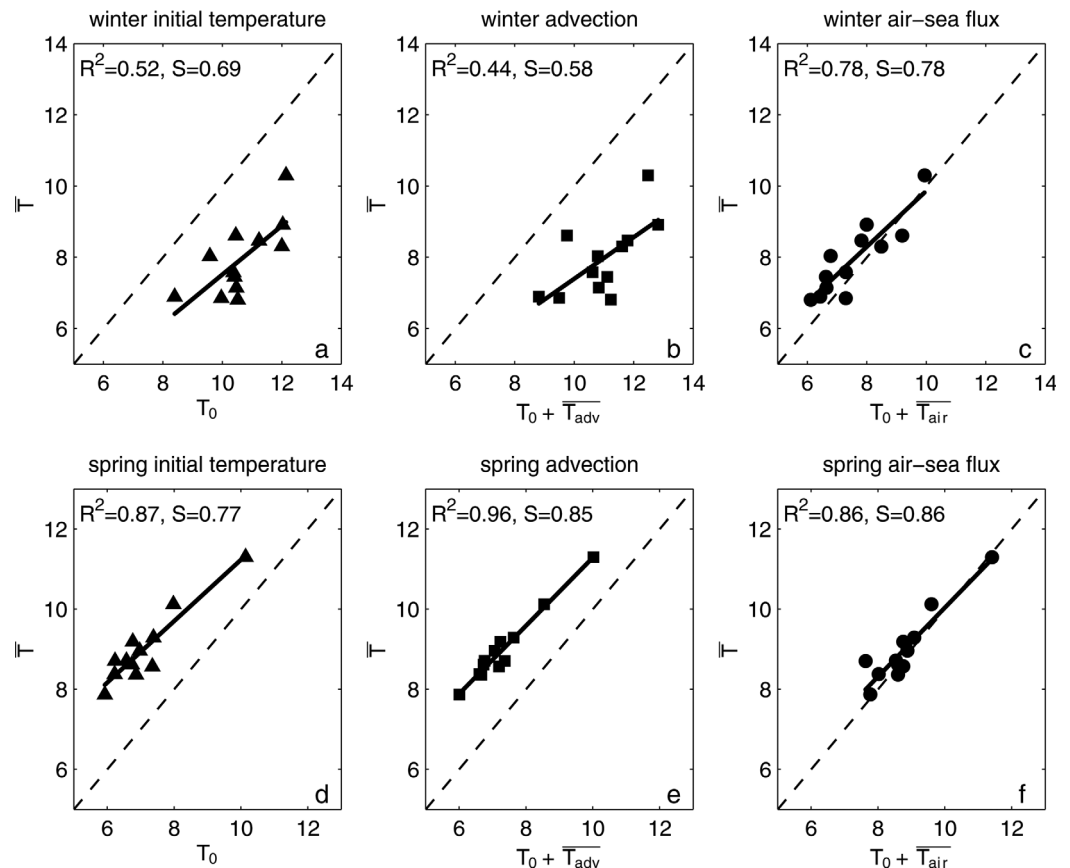 winter initial temperature
winter advection
winter air−sea flux
R²=0.52, S=0.69
R²=0.44, S=0.58
R²=0.78, S=0.78
14
12
10
8
6
T̿
a
6 8 10 12 14
T₀
14
12
10
8
6
T̿
b
6 8 10 12 14
T₀ + T̅a̅d̅v̅
14
12
10
8
6
T̿
c
6 8 10 12 14
T₀ + T̅a̅i̅r̅
spring initial temperature
spring advection
spring air−sea flux
R²=0.87, S=0.77
R²=0.96, S=0.85
R²=0.86, S=0.86
12
10
8
6
T̿
d
6 8 10 12
T₀
12
10
8
6
T̿
e
6 8 10 12
T₀ + T̅a̅d̅v̅
12
10
8
6
T̿
f
6 8 10 12
T₀ + T̅a̅i̅r̅